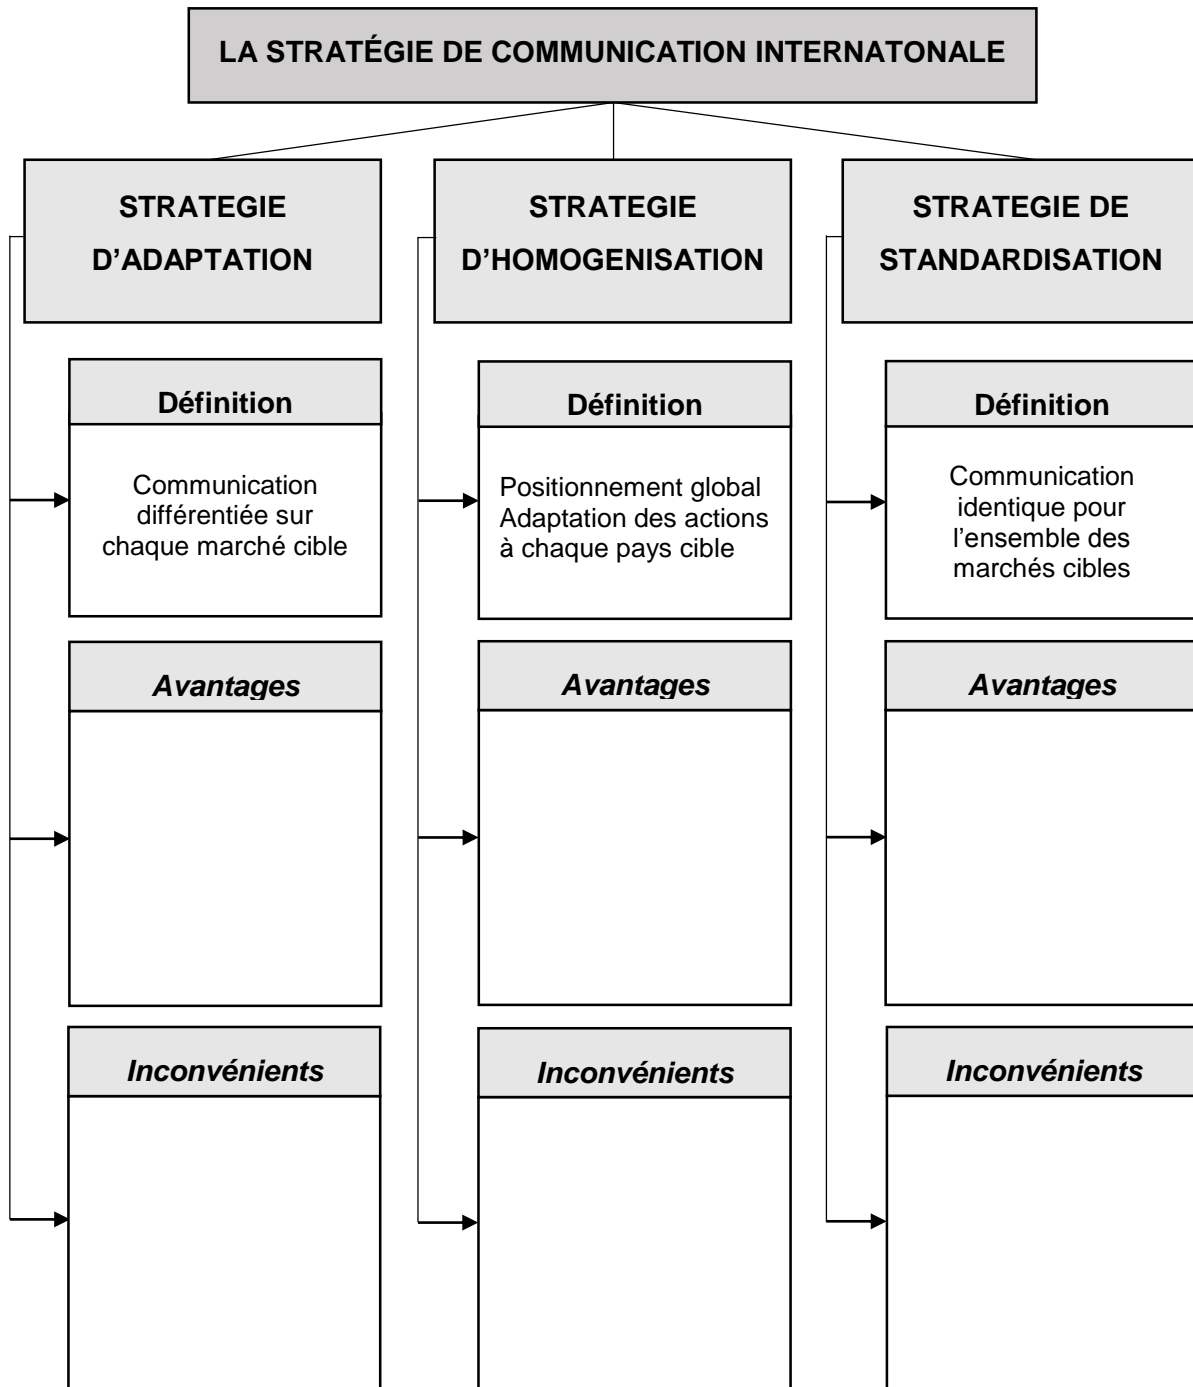 LA STRATÉGIE DE COMMUNICATION INTERNATONALE
STRATEGIE
D’ADAPTATION
STRATEGIE
D’HOMOGENISATION
STRATEGIE DE
STANDARDISATION
Définition
Communication
différentiée sur
chaque marché cible
Définition
Positionnement global
Adaptation des actions
à chaque pays cible
Définition
Communication
identique pour
l’ensemble des
marchés cibles
Avantages
Avantages
Avantages
Inconvénients
Inconvénients
Inconvénients